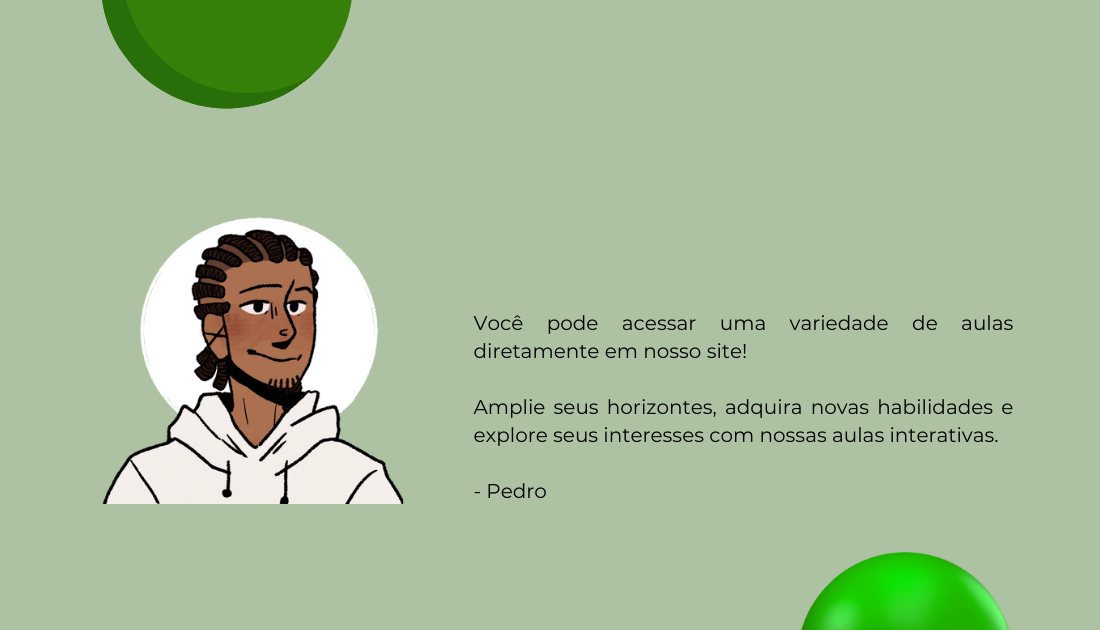 Você pode acessar uma variedade de aulas
diretamente em nosso site!
Amplie seus horizontes, adquira novas habilidades e
explore seus interesses com nossas aulas interativas.
- Pedro